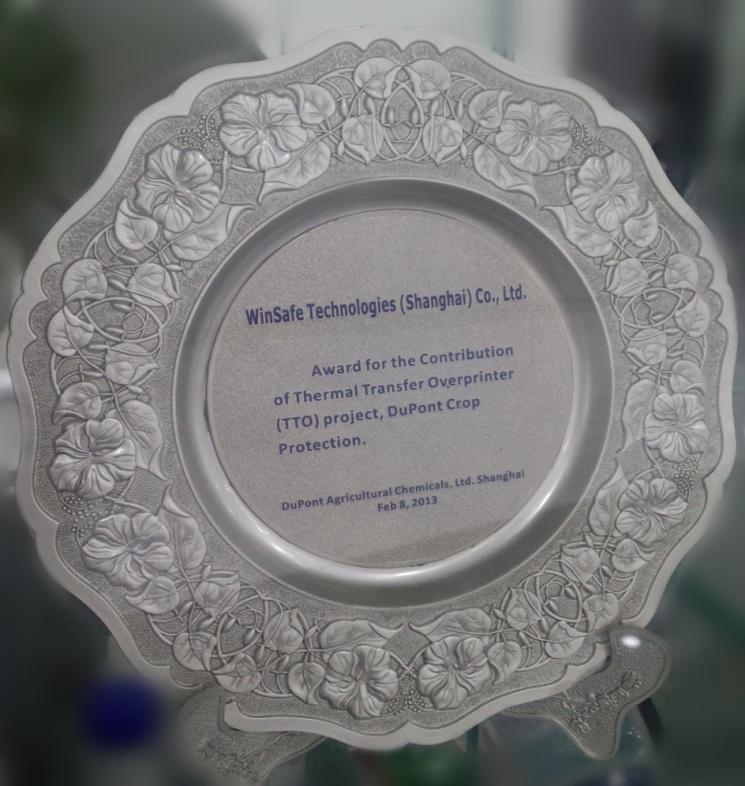 WinSafe Technologies (Shanghai) Co., Ltd.
Award for the Contribution
of Thermal Transfer Overprinter
(TTO) project, DuPont Crop
Protection.
DuPont Agricultural Chemicals, Ltd. Shanghai
Feb 8, 2013